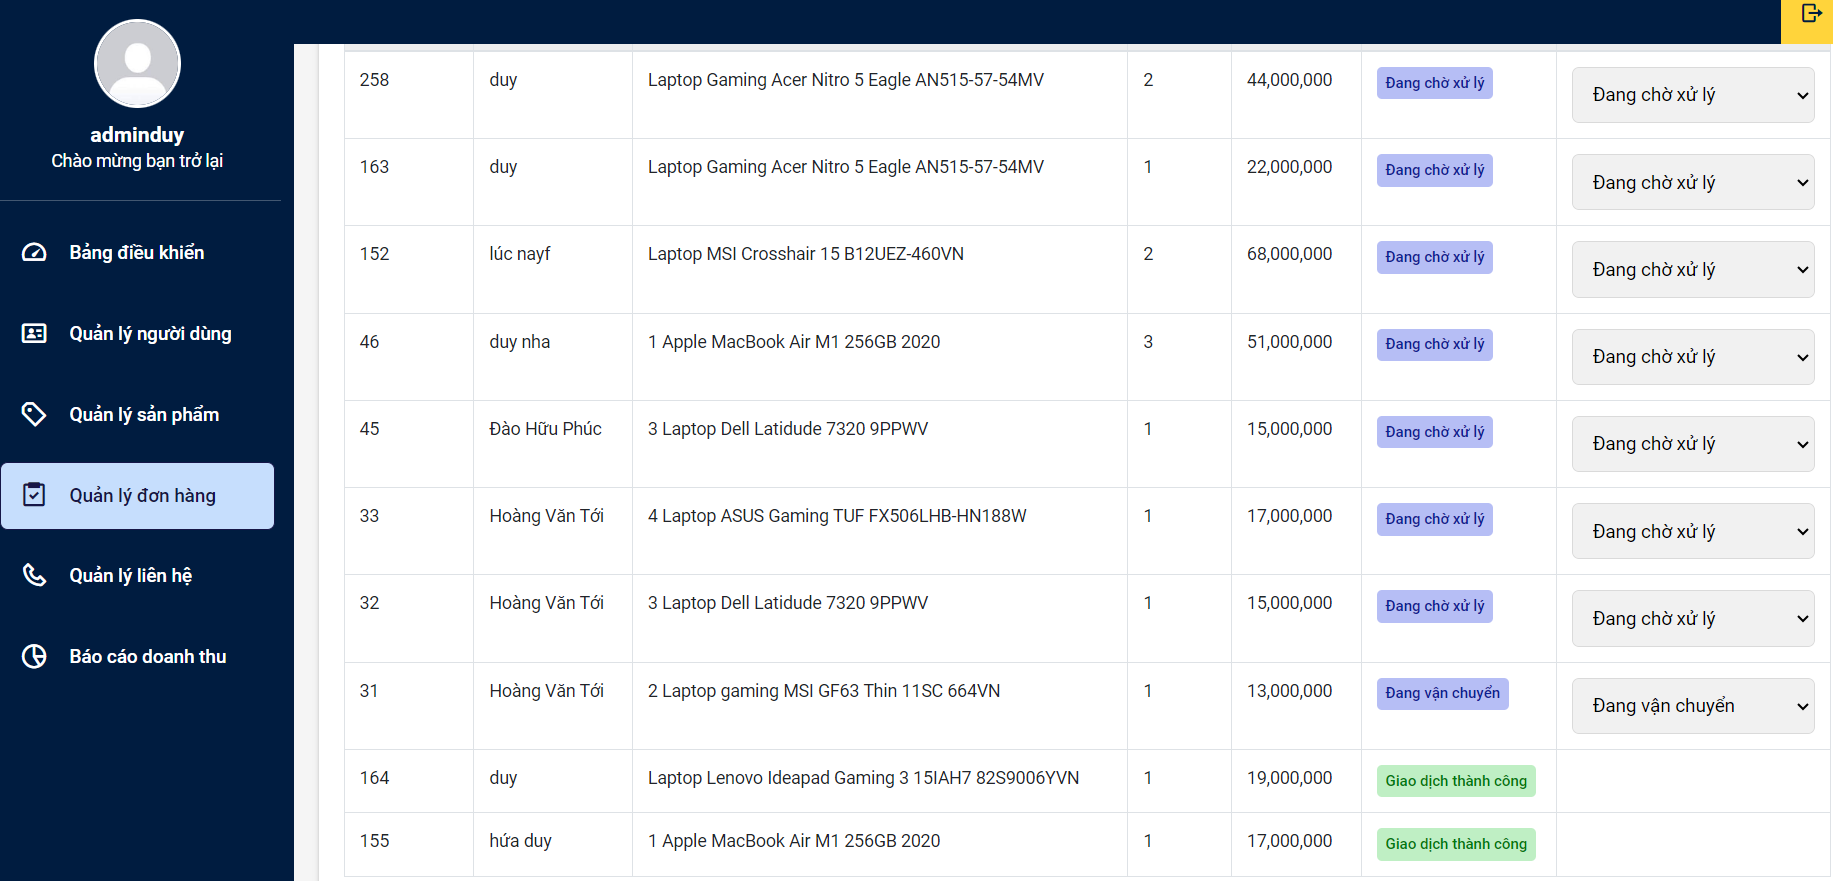 adminduy
Chào mừng bạn trở lại
Bảng điều khiển
Quản lý người dùng
Quản lý sản phẩm
Quản lý đơn hàng
Quản lý liên hệ
Báo cáo doanh thu
258 duy Laptop Gaming Acer Nitro 5 Eagle AN515-57-54MV 2 44,000,000 Đang chờ xử lý Đang chờ xử lý
163 duy Laptop Gaming Acer Nitro 5 Eagle AN515-57-54MV 1 22,000,000 Đang chờ xử lý Đang chờ xử lý
152 lúc nayf Laptop MSI Crosshair 15 B12UEZ-460VN 2 68,000,000 Đang chờ xử lý Đang chờ xử lý
46 duy nha 1 Apple MacBook Air M1 256GB 2020 3 51,000,000 Đang chờ xử lý Đang chờ xử lý
45 Đào Hữu Phúc 3 Laptop Dell Latidude 7320 9PPWV 1 15,000,000 Đang chờ xử lý Đang chờ xử lý
33 Hoàng Văn Tới 4 Laptop ASUS Gaming TUF FX506LHB-HN188W 1 17,000,000 Đang chờ xử lý Đang chờ xử lý
32 Hoàng Văn Tới 3 Laptop Dell Latidude 7320 9PPWV 1 15,000,000 Đang chờ xử lý Đang chờ xử lý
31 Hoàng Văn Tới 2 Laptop gaming MSI GF63 Thin 11SC 664VN 1 13,000,000 Đang vận chuyển Đang vận chuyển
164 duy Laptop Lenovo Ideapad Gaming 3 15IAH7 82S9006YVN 1 19,000,000 Giao dịch thành công
155 hứa duy 1 Apple MacBook Air M1 256GB 2020 1 17,000,000 Giao dịch thành công